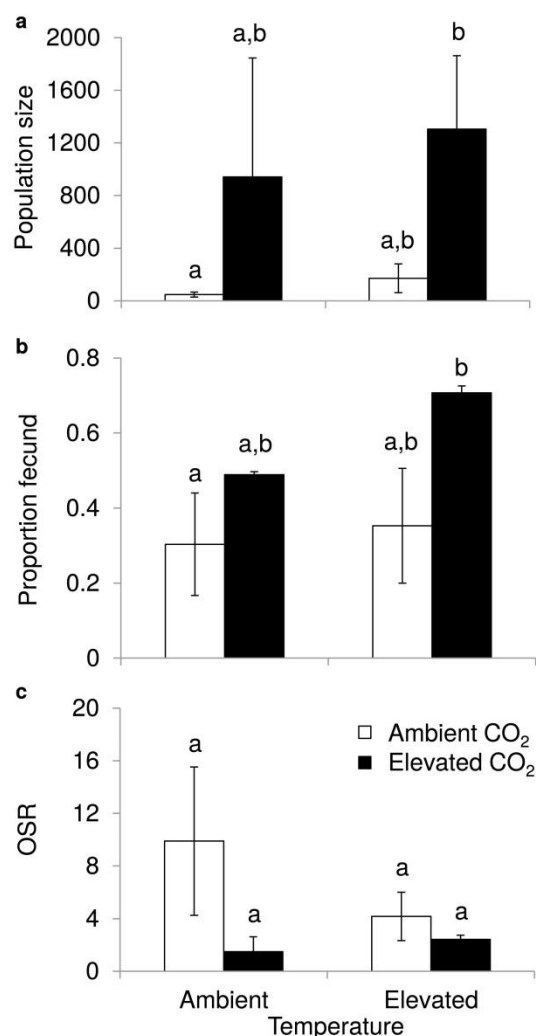 a
Population size
2000
1600
1200
800
400
0
a
a,b
a,b
b
b
Proportion fecund
0.8
0.6
0.4
0.2
0
a
a,b
a,b
b
c
OSR
20
16
12
8
4
0
a
a
a
a
Ambient CO₂
Elevated CO₂
Ambient
Elevated
Temperature